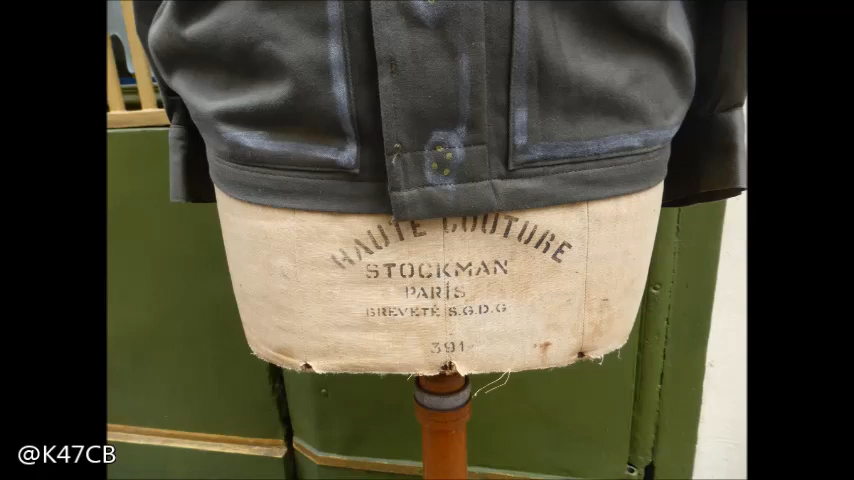 HAUTE COUTURE
STOCKMAN
PARIS
BREVETÉ S.G.D.G
391
@K47CB